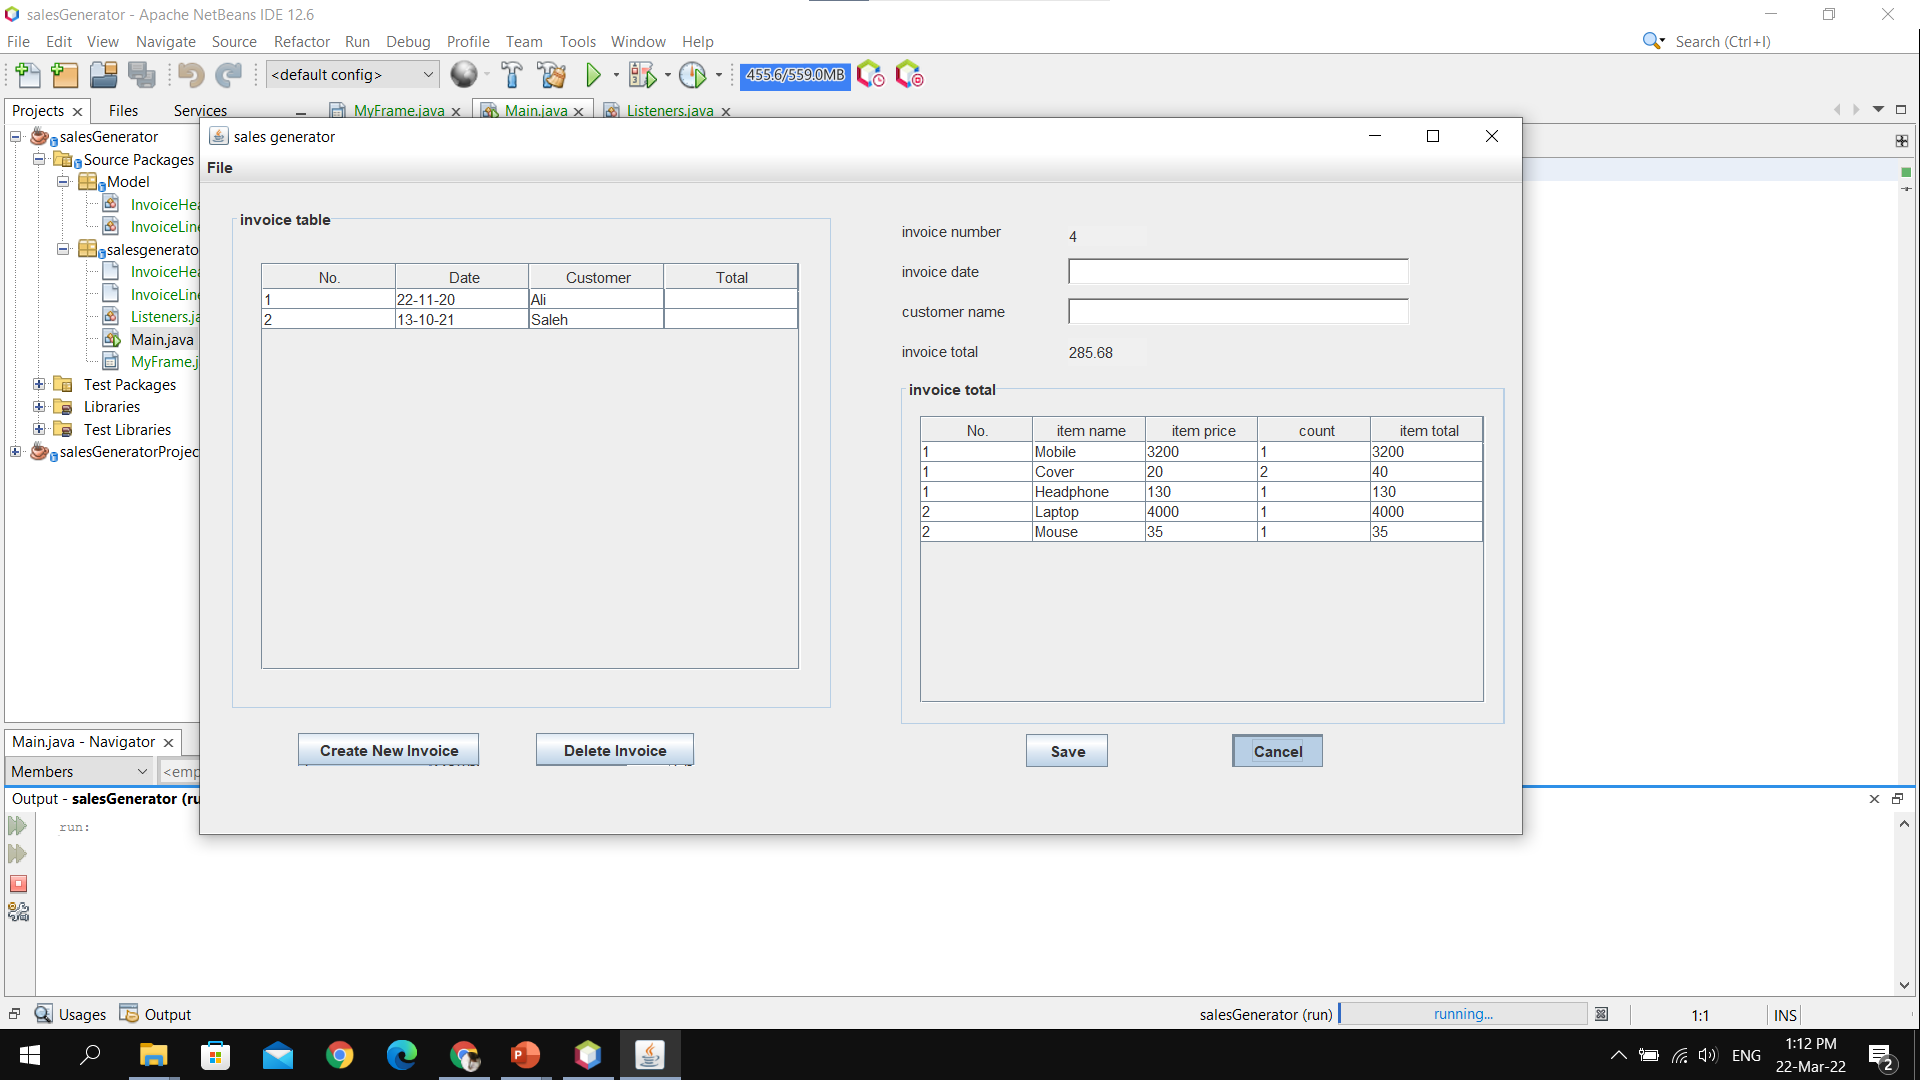 salesGenerator - Apache NetBeans IDE 12.6
File Edit View Navigate Source Refactor Run Debug Profile Team Tools Window Help
Search (Ctrl+I)
<default config>
455.6/559.0MB
Projects Files Services
MyFrame.java Main.java Listeners.java
salesGenerator
Source Packages
Model
InvoiceHea
InvoiceLine
salesgenerato
InvoiceHea
InvoiceLine
Listeners.ja
Main.java
MyFrame.j
Test Packages
Libraries
Test Libraries
salesGeneratorProjec
sales generator
File
invoice table
No. Date Customer Total
1 22-11-20 Ali
2 13-10-21 Saleh
Create New Invoice Delete Invoice
invoice number 4
invoice date
customer name
invoice total 285.68
invoice total
No. item name item price count item total
1 Mobile 3200 1 3200
1 Cover 20 2 40
1 Headphone 130 1 130
2 Laptop 4000 1 4000
2 Mouse 35 1 35
Save Cancel
Main.java - Navigator
Members <emp
Output - salesGenerator (ru
run:
Usages Output
salesGenerator (run) running... 1:1 INS
ENG 1:12 PM
22-Mar-22
2